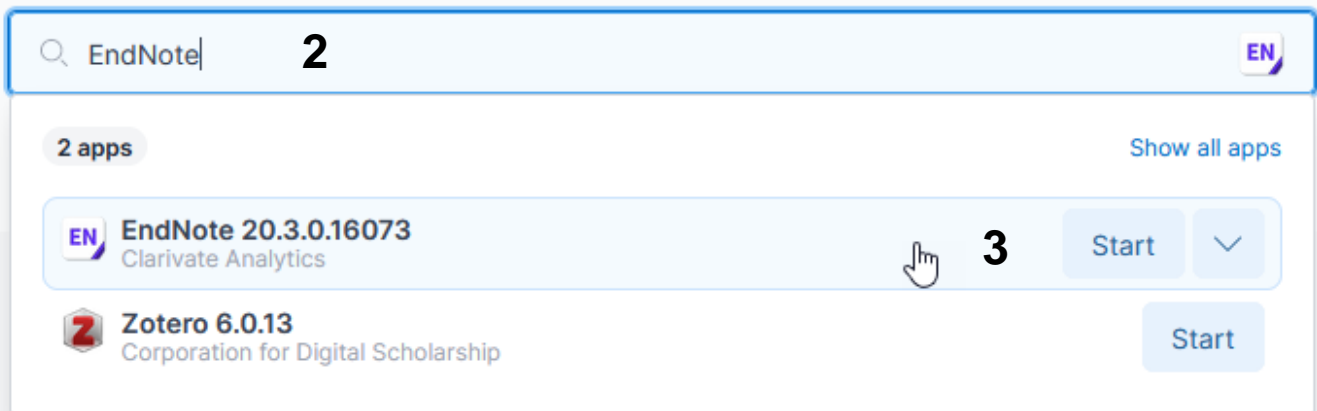 EndNote 2 EN
2 apps Show all apps
EN EndNote 20.3.0.16073 3 Start
Clarivate Analytics
Z Zotero 6.0.13 Start
Corporation for Digital Scholarship